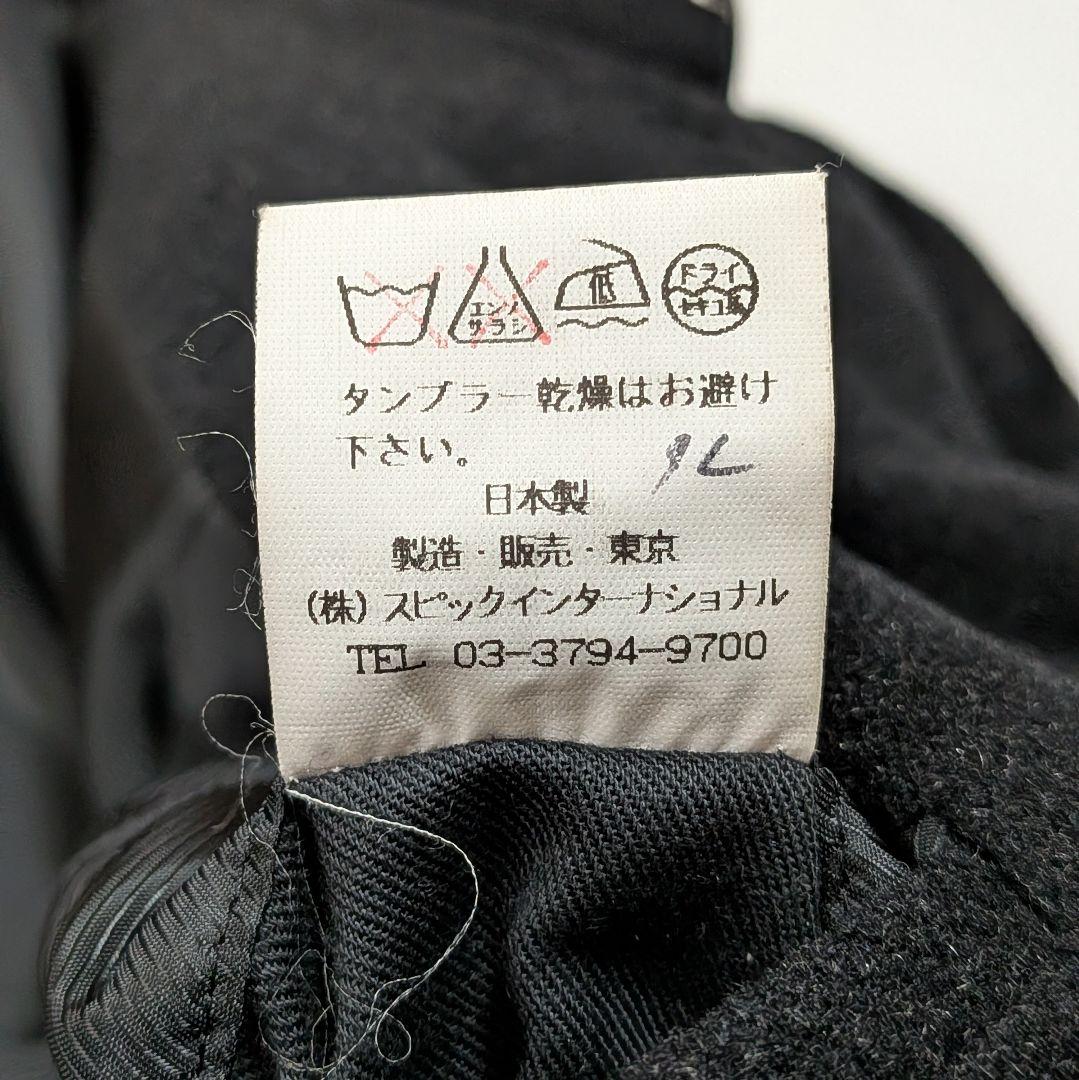 エンソ
サラシ
低
ドライ
セキユ系
タンブラー乾燥はお避け
下さい。
9L
日本製
製造・販売・東京
(株)スピックインターナショナル
TEL 03-3794-9700